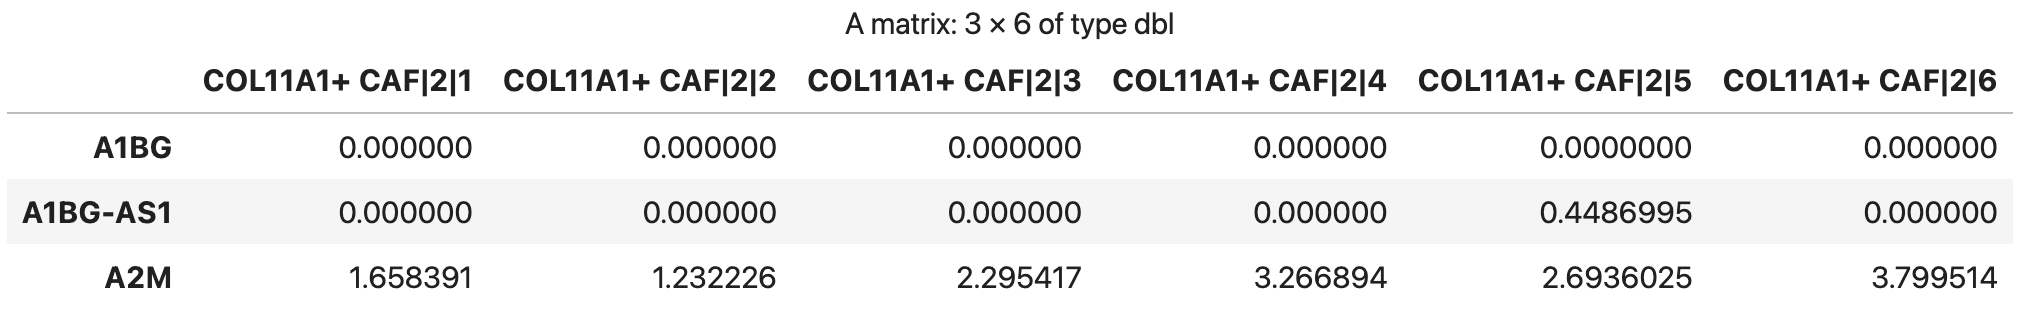 A matrix: 3 × 6 of type dbl
COL11A1+ CAF|2|1 COL11A1+ CAF|2|2 COL11A1+ CAF|2|3 COL11A1+ CAF|2|4 COL11A1+ CAF|2|5 COL11A1+ CAF|2|6
A1BG 0.000000 0.000000 0.000000 0.000000 0.0000000 0.000000
A1BG-AS1 0.000000 0.000000 0.000000 0.000000 0.4486995 0.000000
A2M 1.658391 1.232226 2.295417 3.266894 2.6936025 3.799514